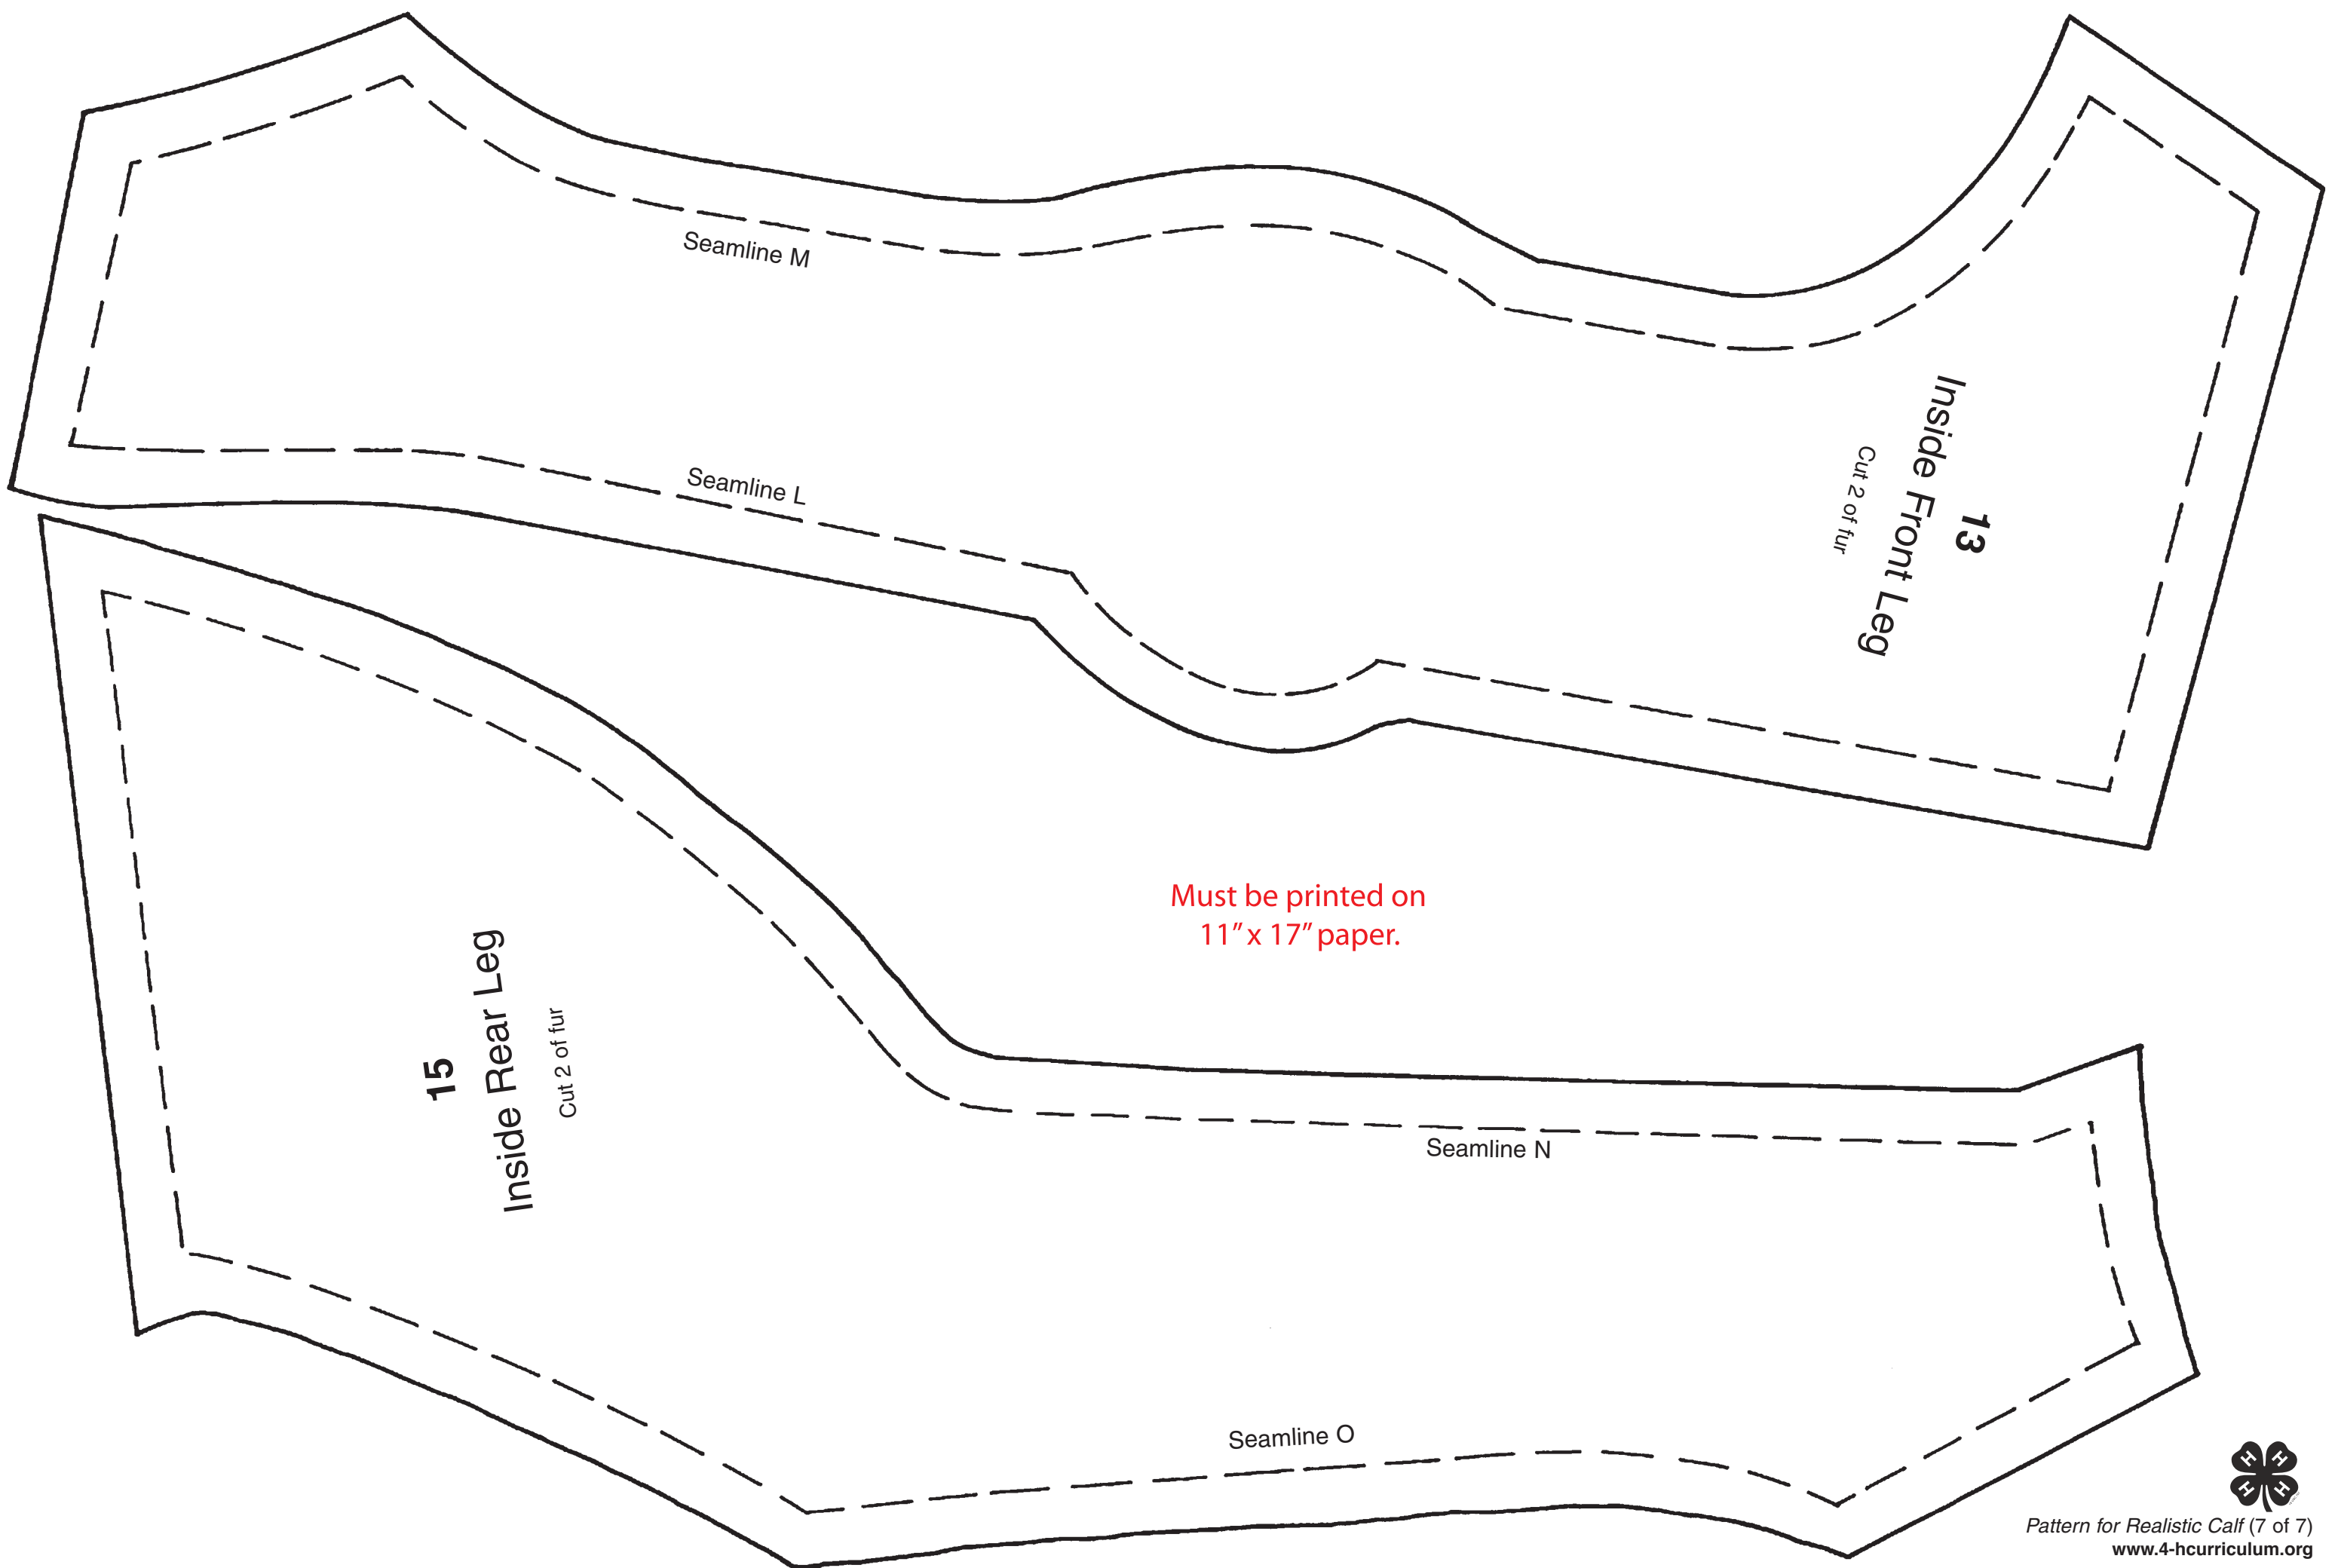 Seamline M
Seamline L
13
Inside Front Leg
Cut 2 of fur
Must be printed on
11” x 17” paper.
15
Inside Rear Leg
Cut 2 of fur
Seamline N
Seamline O
H H
H H
Pattern for Realistic Calf (7 of 7)
www.4-hcurriculum.org